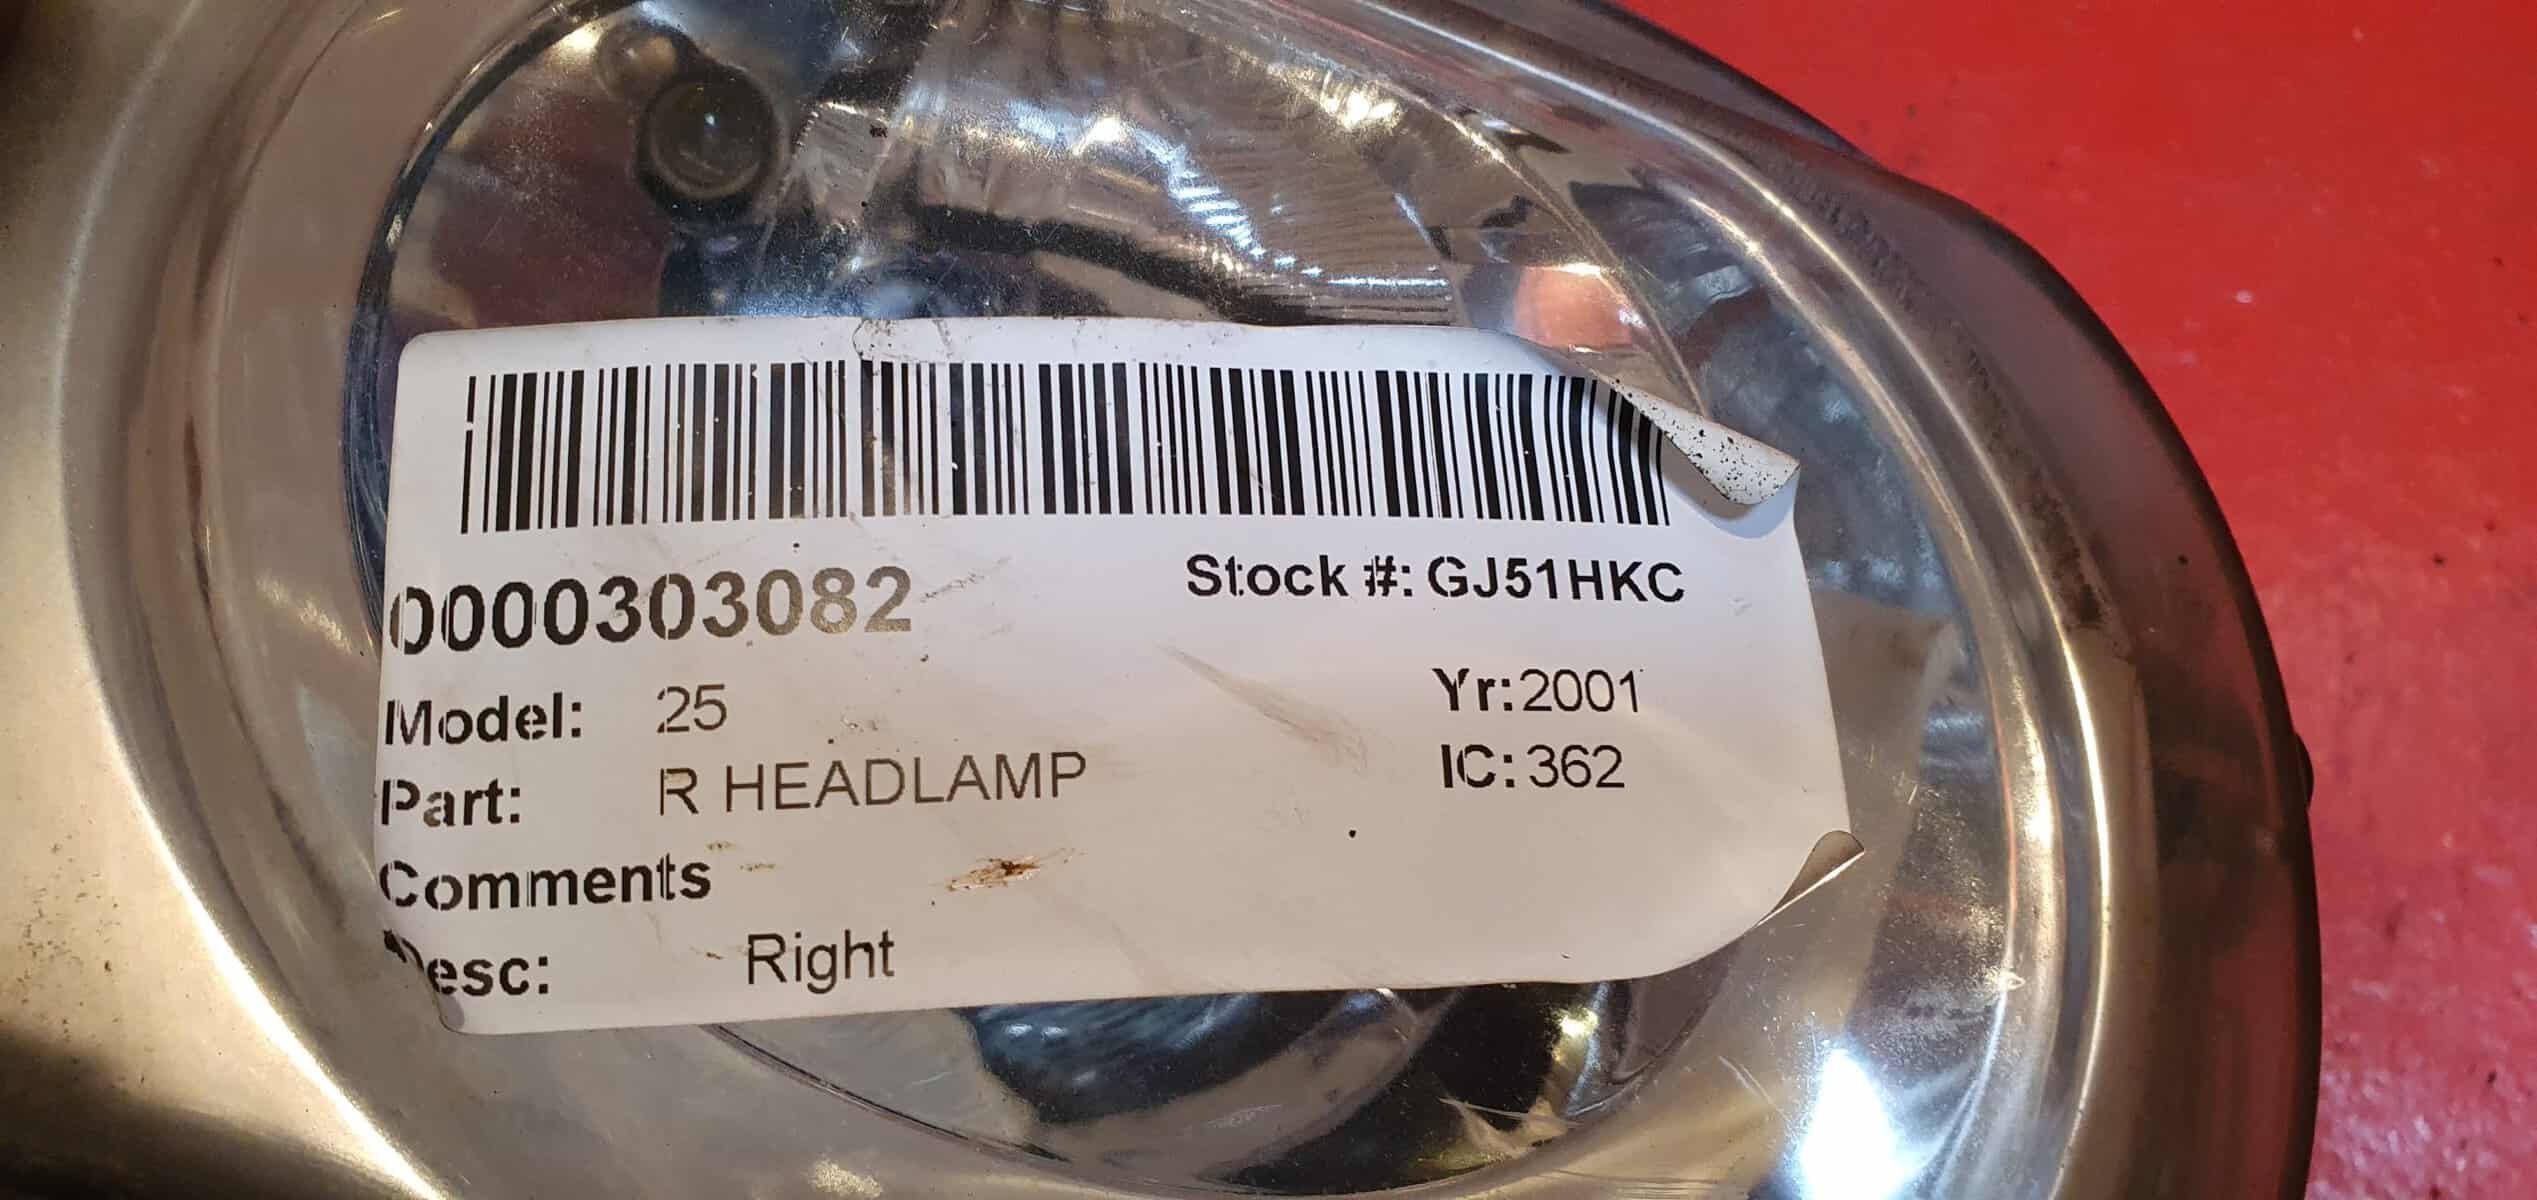 0000303082
Stock #: GJ51HKC
Model: 25
Yr:2001
Part: R HEADLAMP
IC:362
Comments
Desc: Right